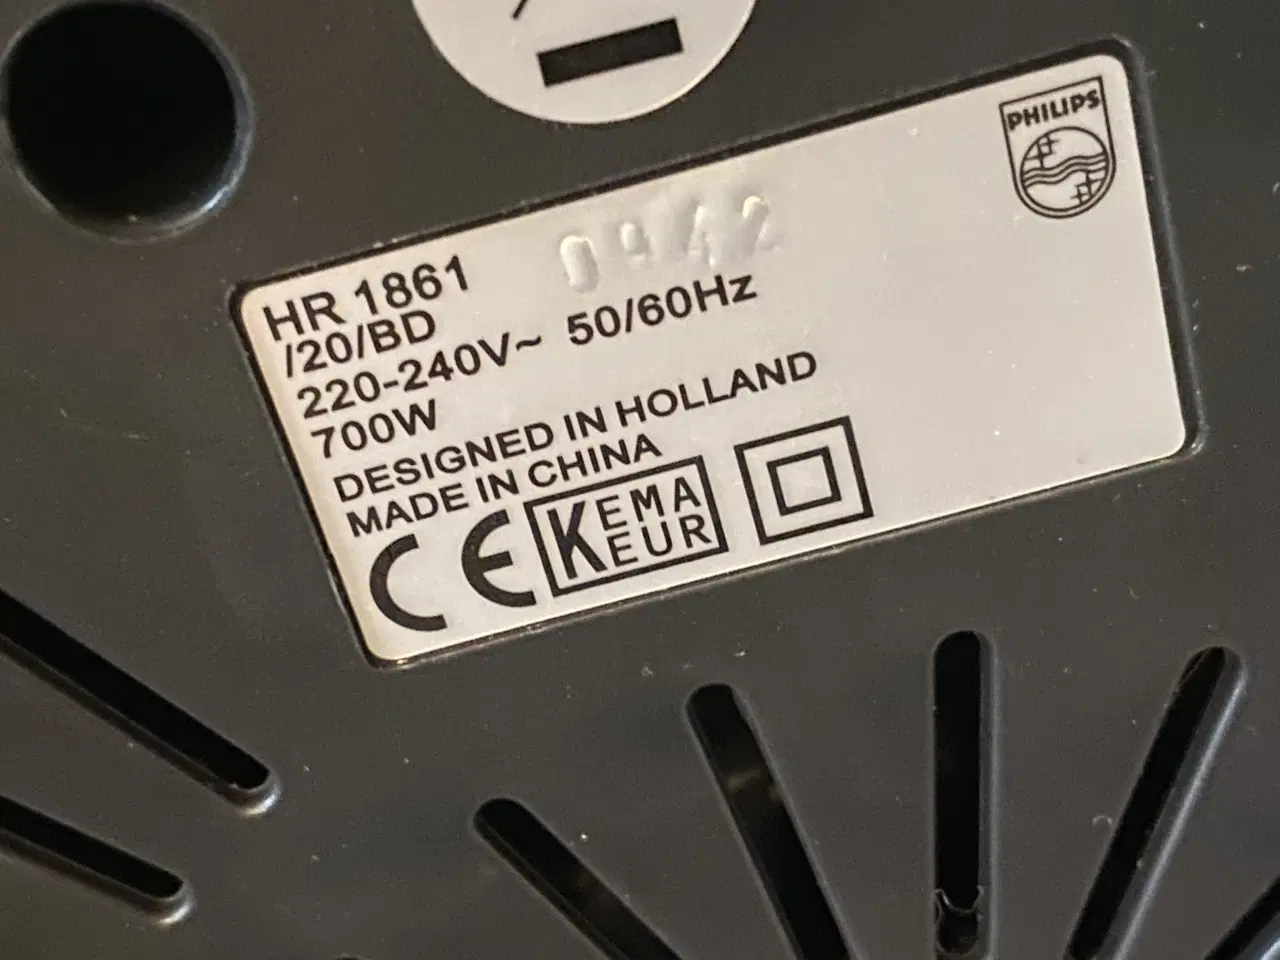 PHILIPS
0942
HR 1861
/20/BD
220-240V~ 50/60Hz
700W
DESIGNED IN HOLLAND
MADE IN CHINA
CE KEMA
EUR